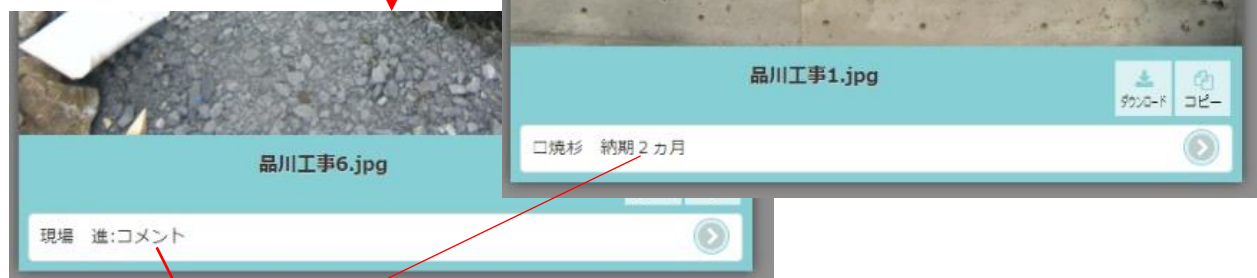 品川工事1.jpg
ダウンロード
コピー
□焼杉　納期２ヵ月
品川工事6.jpg
現場　進:コメント